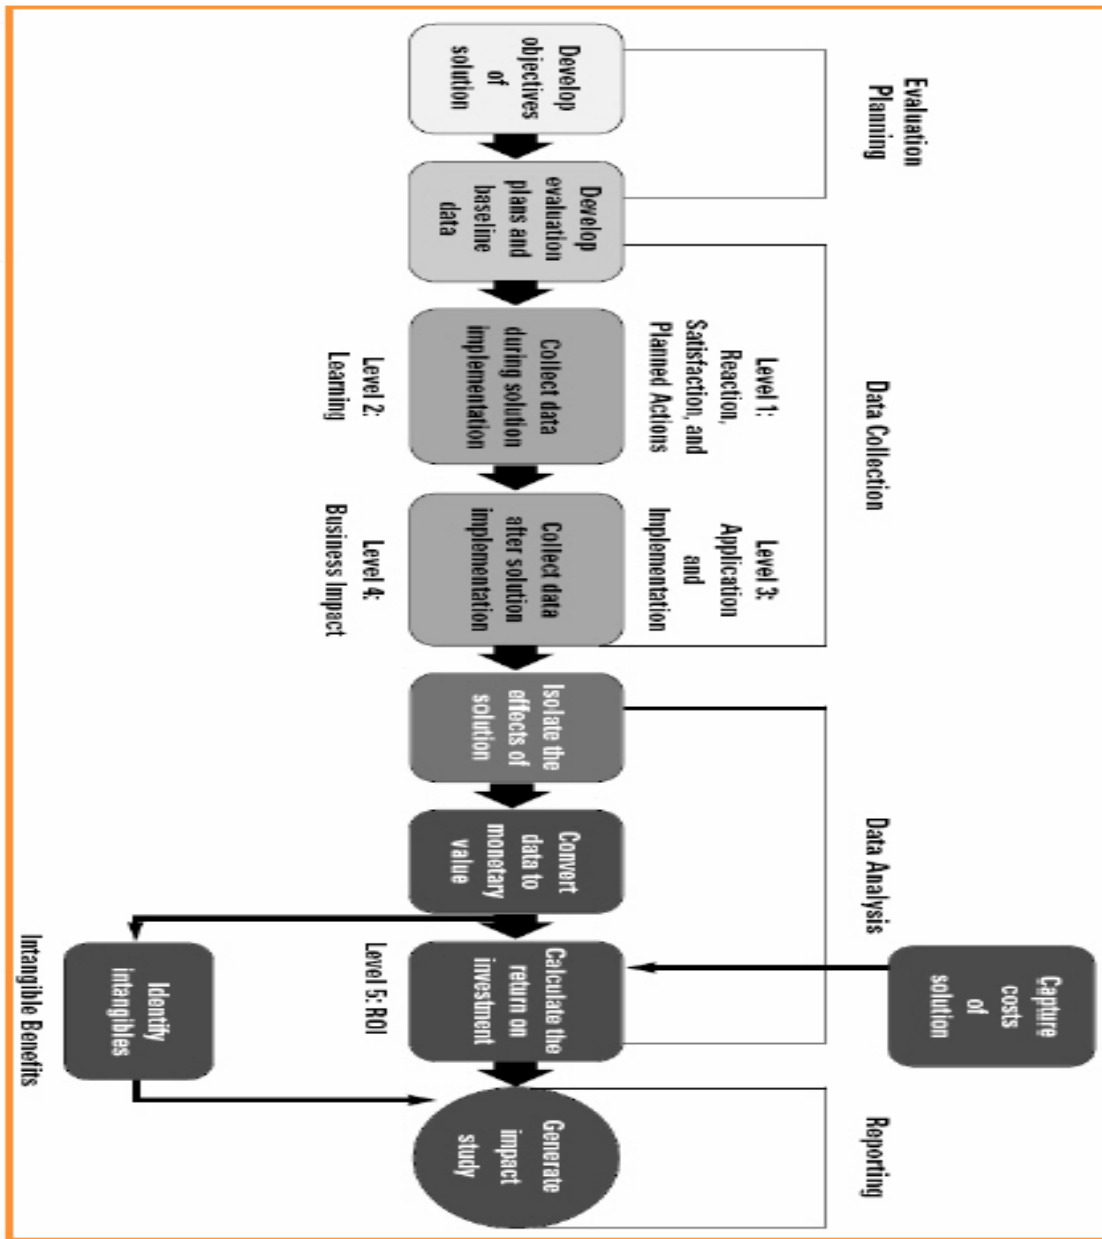 Evaluation
Planning
Data Collection
Data Analysis
Reporting
Capture
costs
of
solution
Level 1:
Reaction,
Satisfaction, and
Planned Actions
Level 3:
Application
and
Implementation
Develop
objectives
of
solution
Develop
evaluation
plans and
baseline
data
Collect data
during solution
implementation
Collect data
after solution
implementation
Isolate the
effects of
solution
Convert
data to
monetary
value
Calculate the
return on
investment
Generate
impact
study
Level 2:
Learning
Level 4:
Business Impact
Level 5: ROI
Identify
intangibles
Intangible Benefits